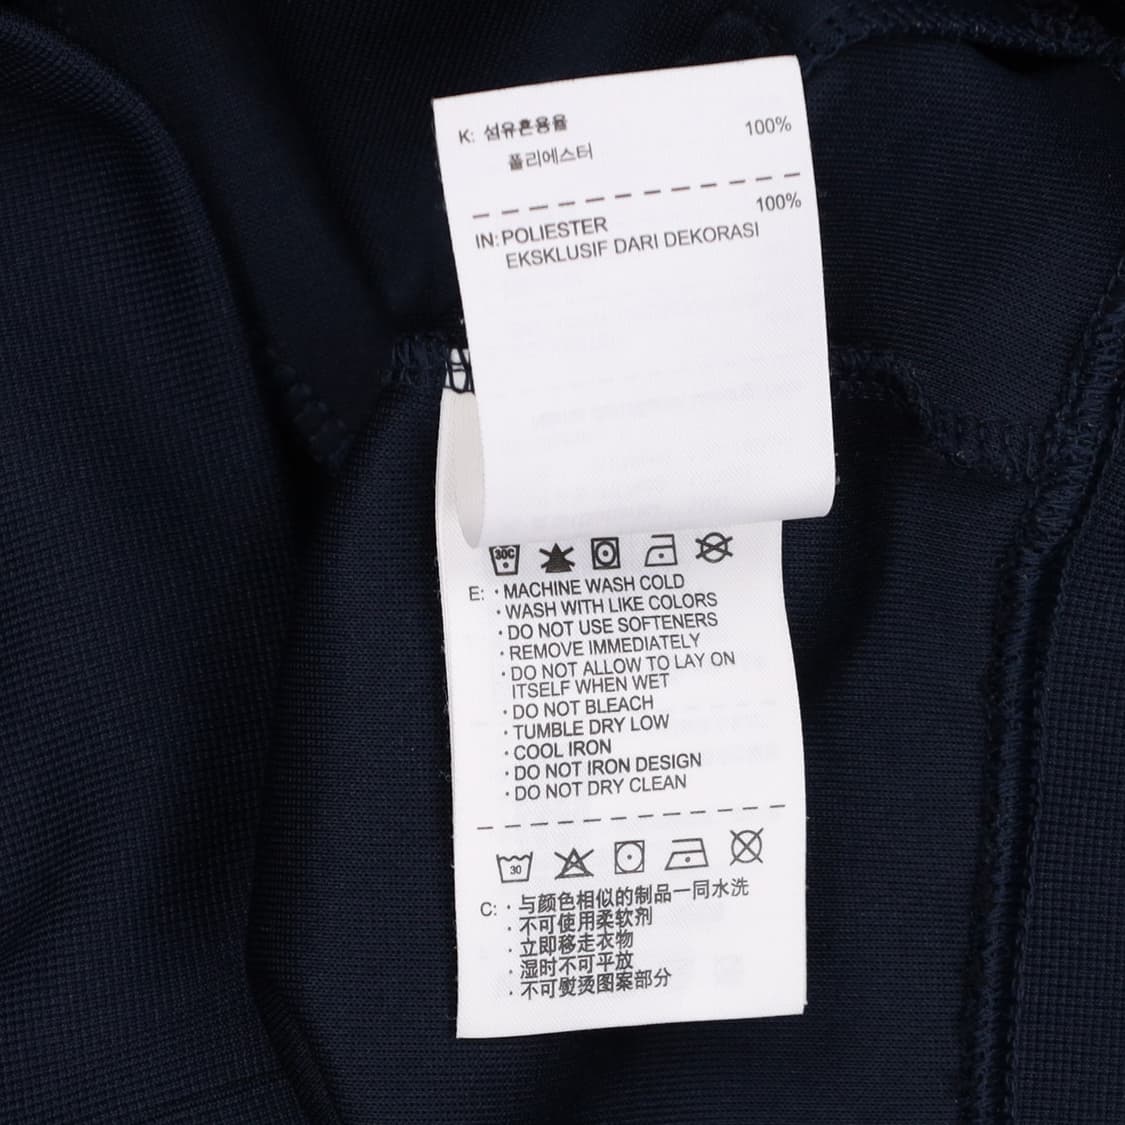 K: 섬유혼용율
폴리에스터 100%
IN: POLIESTER 100%
EKSKLUSIF DARI DEKORASI
30C
E: · MACHINE WASH COLD
· WASH WITH LIKE COLORS
· DO NOT USE SOFTENERS
· REMOVE IMMEDIATELY
· DO NOT ALLOW TO LAY ON
ITSELF WHEN WET
· DO NOT BLEACH
· TUMBLE DRY LOW
· COOL IRON
· DO NOT IRON DESIGN
· DO NOT DRY CLEAN
30
C: · 与颜色相似的制品一同水洗
· 不可使用柔软剂
· 立即移走衣物
· 湿时不可平放
· 不可熨烫图案部分